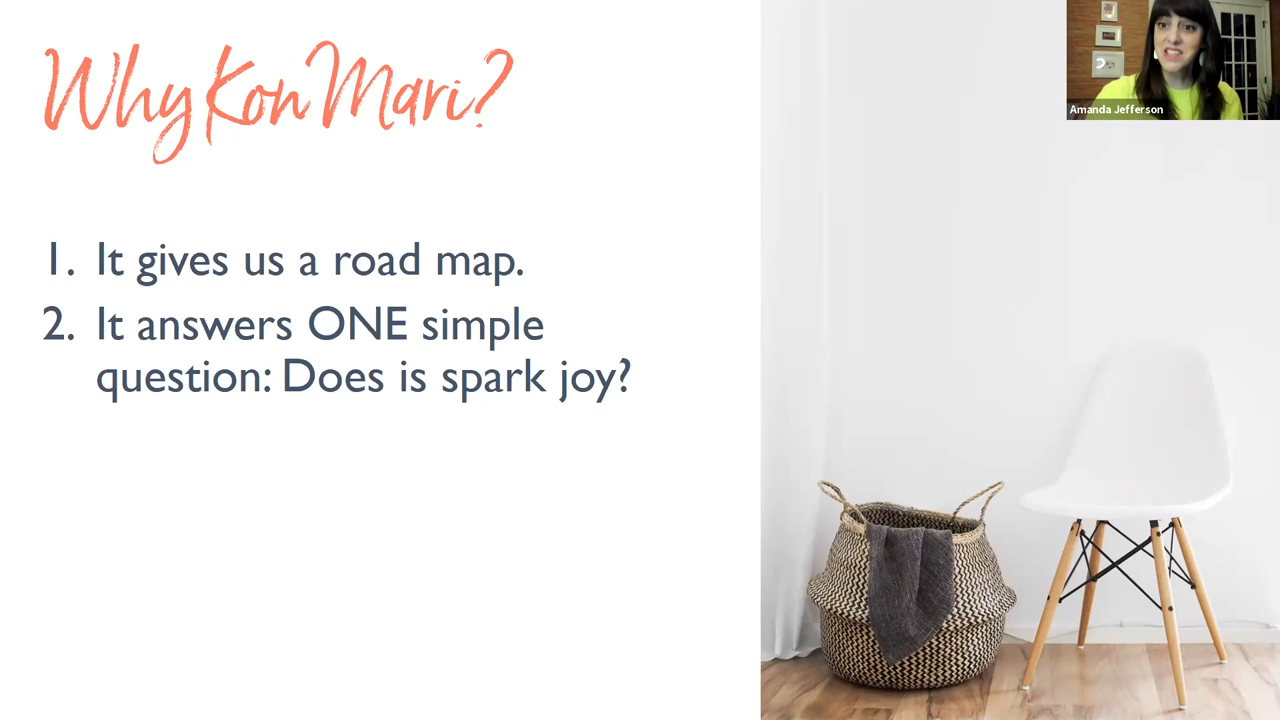 Why KonMari?
Amanda Jefferson
1. It gives us a road map.
2. It answers ONE simple
question: Does is spark joy?